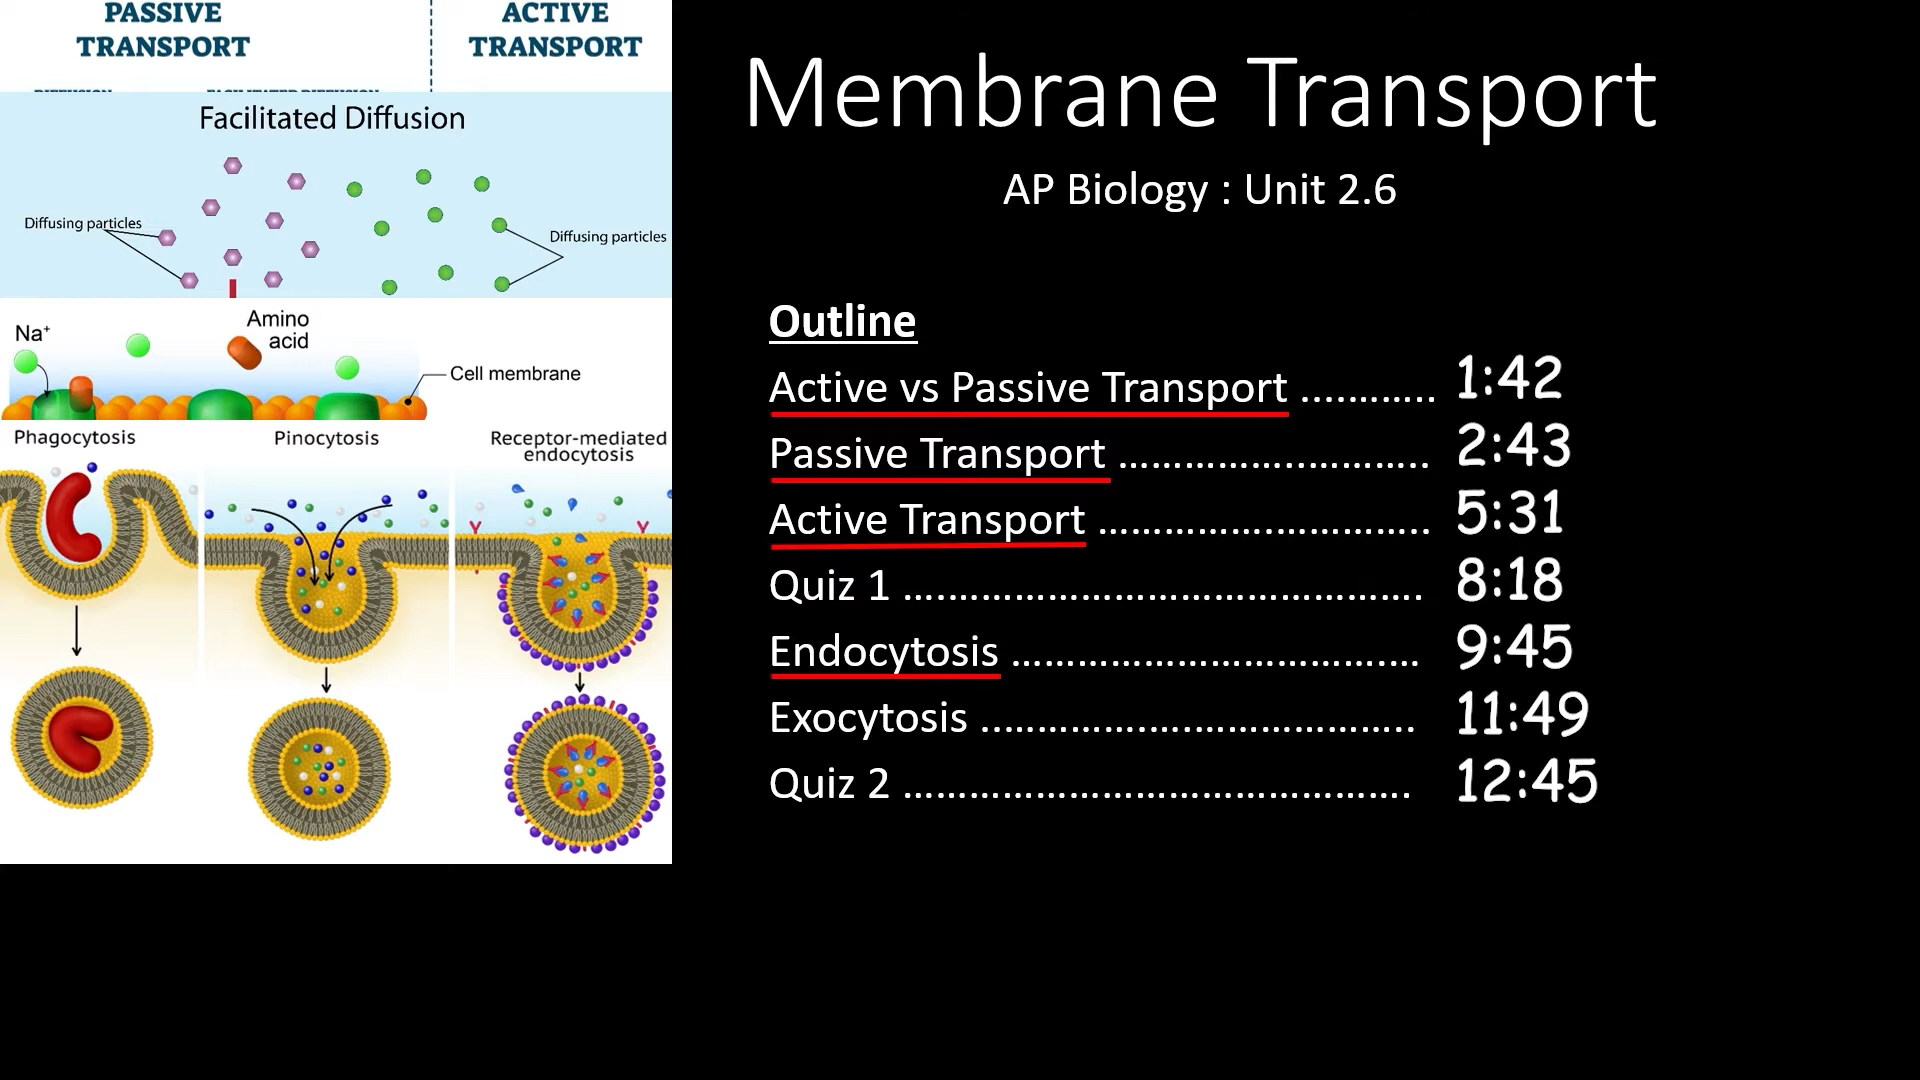 PASSIVE
TRANSPORT
ACTIVE
TRANSPORT
Facilitated Diffusion
Diffusing particles
Diffusing particles
Na⁺
Amino
acid
Cell membrane
Phagocytosis
Pinocytosis
Receptor-mediated
endocytosis
Membrane Transport
AP Biology : Unit 2.6
Outline
Active vs Passive Transport ............ 1:42
Passive Transport ........................... 2:43
Active Transport ............................. 5:31
Quiz 1 ............................................. 8:18
Endocytosis .................................... 9:45
Exocytosis ...................................... 11:49
Quiz 2 ............................................ 12:45